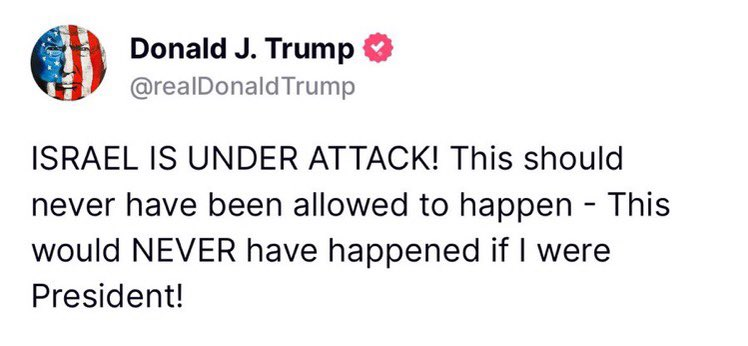 Donald J. Trump
@realDonaldTrump
ISRAEL IS UNDER ATTACK! This should
never have been allowed to happen - This
would NEVER have happened if I were
President!